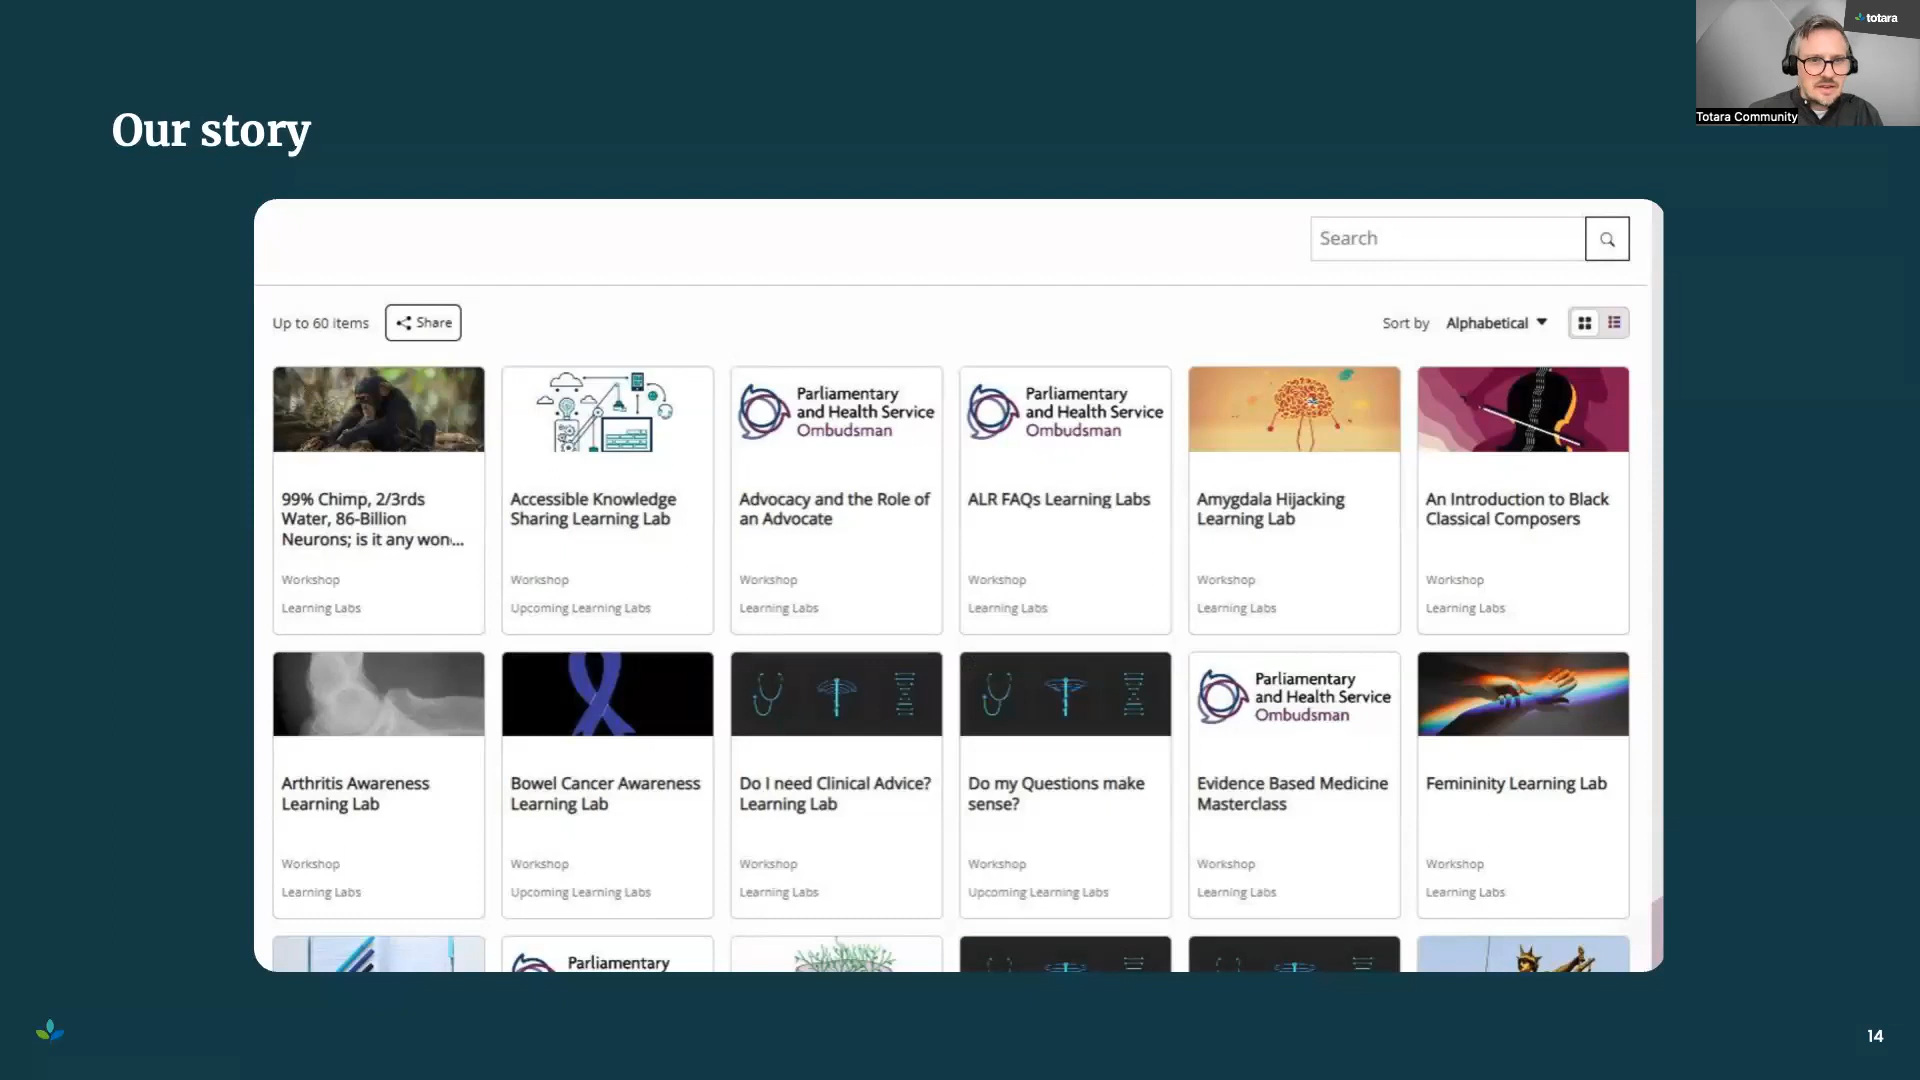 totara
Totara Community
Our story
Search
Up to 60 items
Share
Sort by
Alphabetical
Parliamentary
and Health Service
Ombudsman
Parliamentary
and Health Service
Ombudsman
99% Chimp, 2/3rds
Water, 86-Billion
Neurons; is it any won...
Workshop
Learning Labs
Accessible Knowledge
Sharing Learning Lab
Workshop
Upcoming Learning Labs
Advocacy and the Role of
an Advocate
Workshop
Learning Labs
ALR FAQs Learning Labs
Workshop
Learning Labs
Amygdala Hijacking
Learning Lab
Workshop
Learning Labs
An Introduction to Black
Classical Composers
Workshop
Learning Labs
Arthritis Awareness
Learning Lab
Workshop
Learning Labs
Bowel Cancer Awareness
Learning Lab
Workshop
Upcoming Learning Labs
Do I need Clinical Advice?
Learning Lab
Workshop
Learning Labs
Do my Questions make
sense?
Workshop
Upcoming Learning Labs
Parliamentary
and Health Service
Ombudsman
Evidence Based Medicine
Masterclass
Workshop
Learning Labs
Femininity Learning Lab
Workshop
Learning Labs
Parliamentary
14